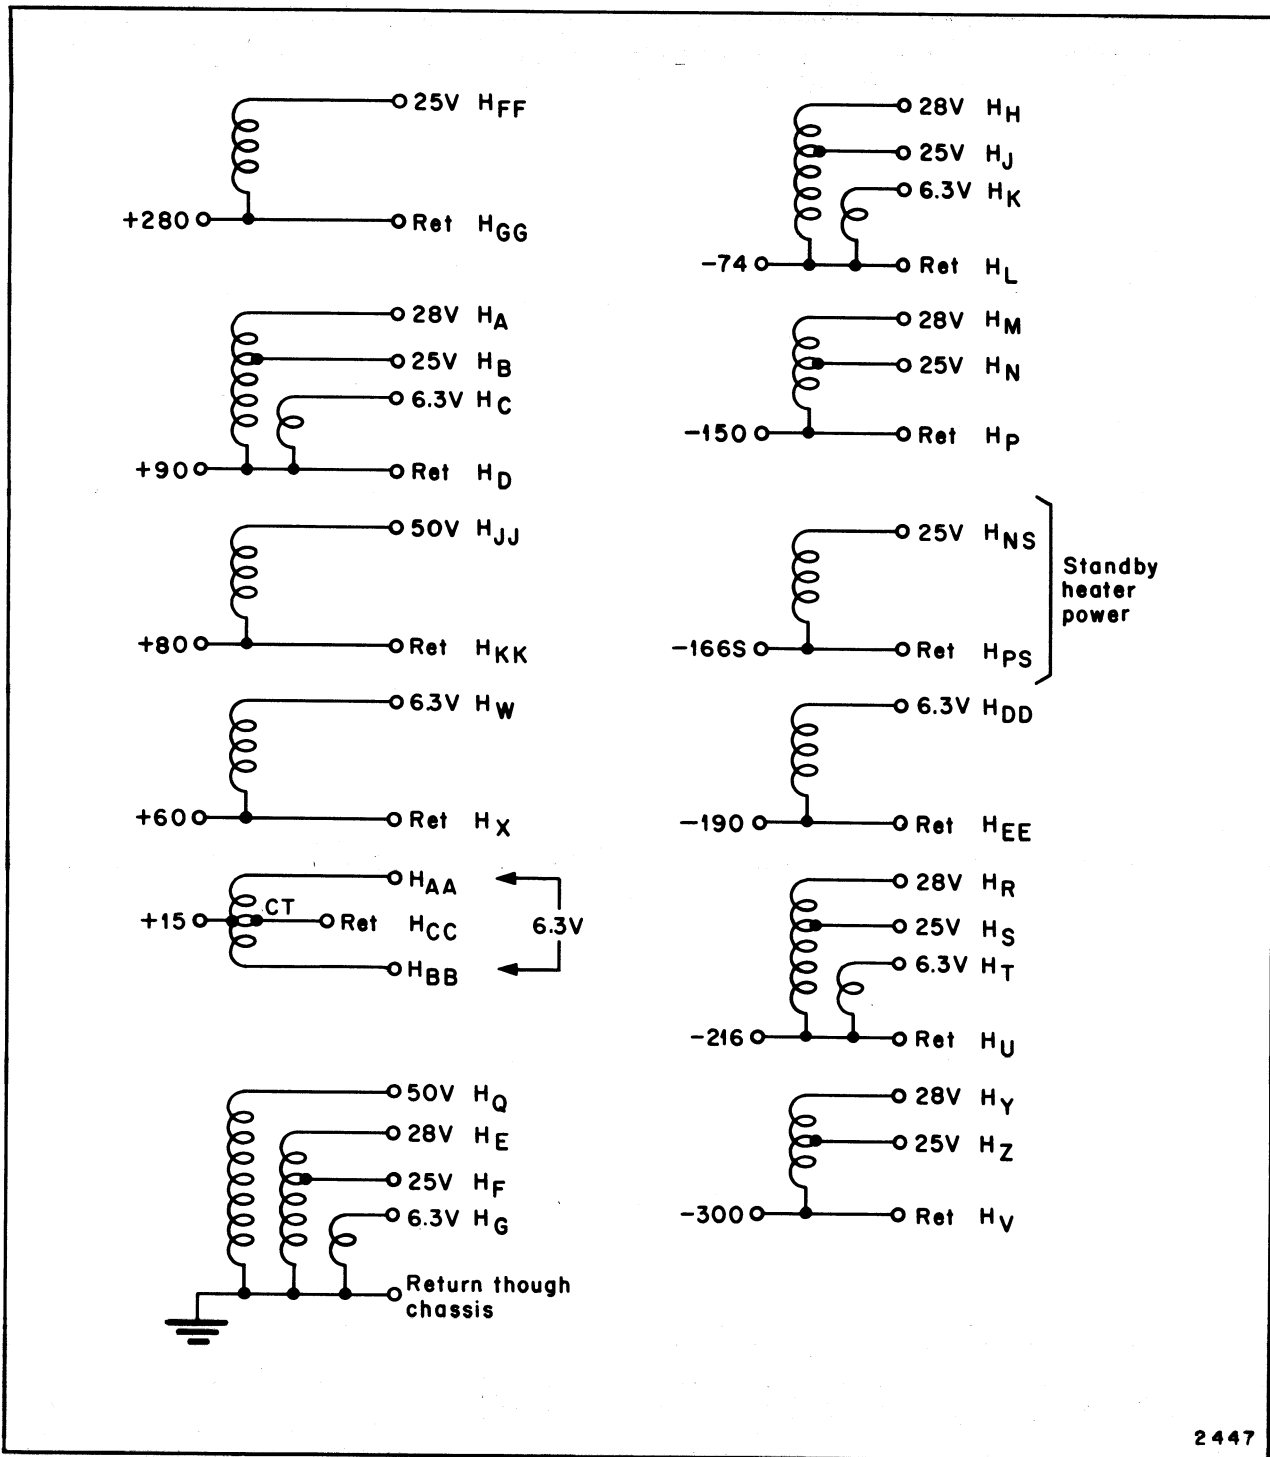 25V HFF
+280 Ret HGG
28V HA
25V HB
6.3V HC
+90 Ret HD
50V HJJ
+80 Ret HKK
6.3V HW
+60 Ret HX
HAA
+15 CT Ret HCC 6.3V
HBB
50V HQ
28V HE
25V HF
6.3V HG
Return though
chassis
28V HH
25V HJ
6.3V HK
-74 Ret HL
28V HM
25V HN
-150 Ret HP
25V HNS
Standby
heater
power
-166S Ret HPS
6.3V HDD
-190 Ret HEE
28V HR
25V HS
6.3V HT
-216 Ret HU
28V HY
25V HZ
-300 Ret HV
2447